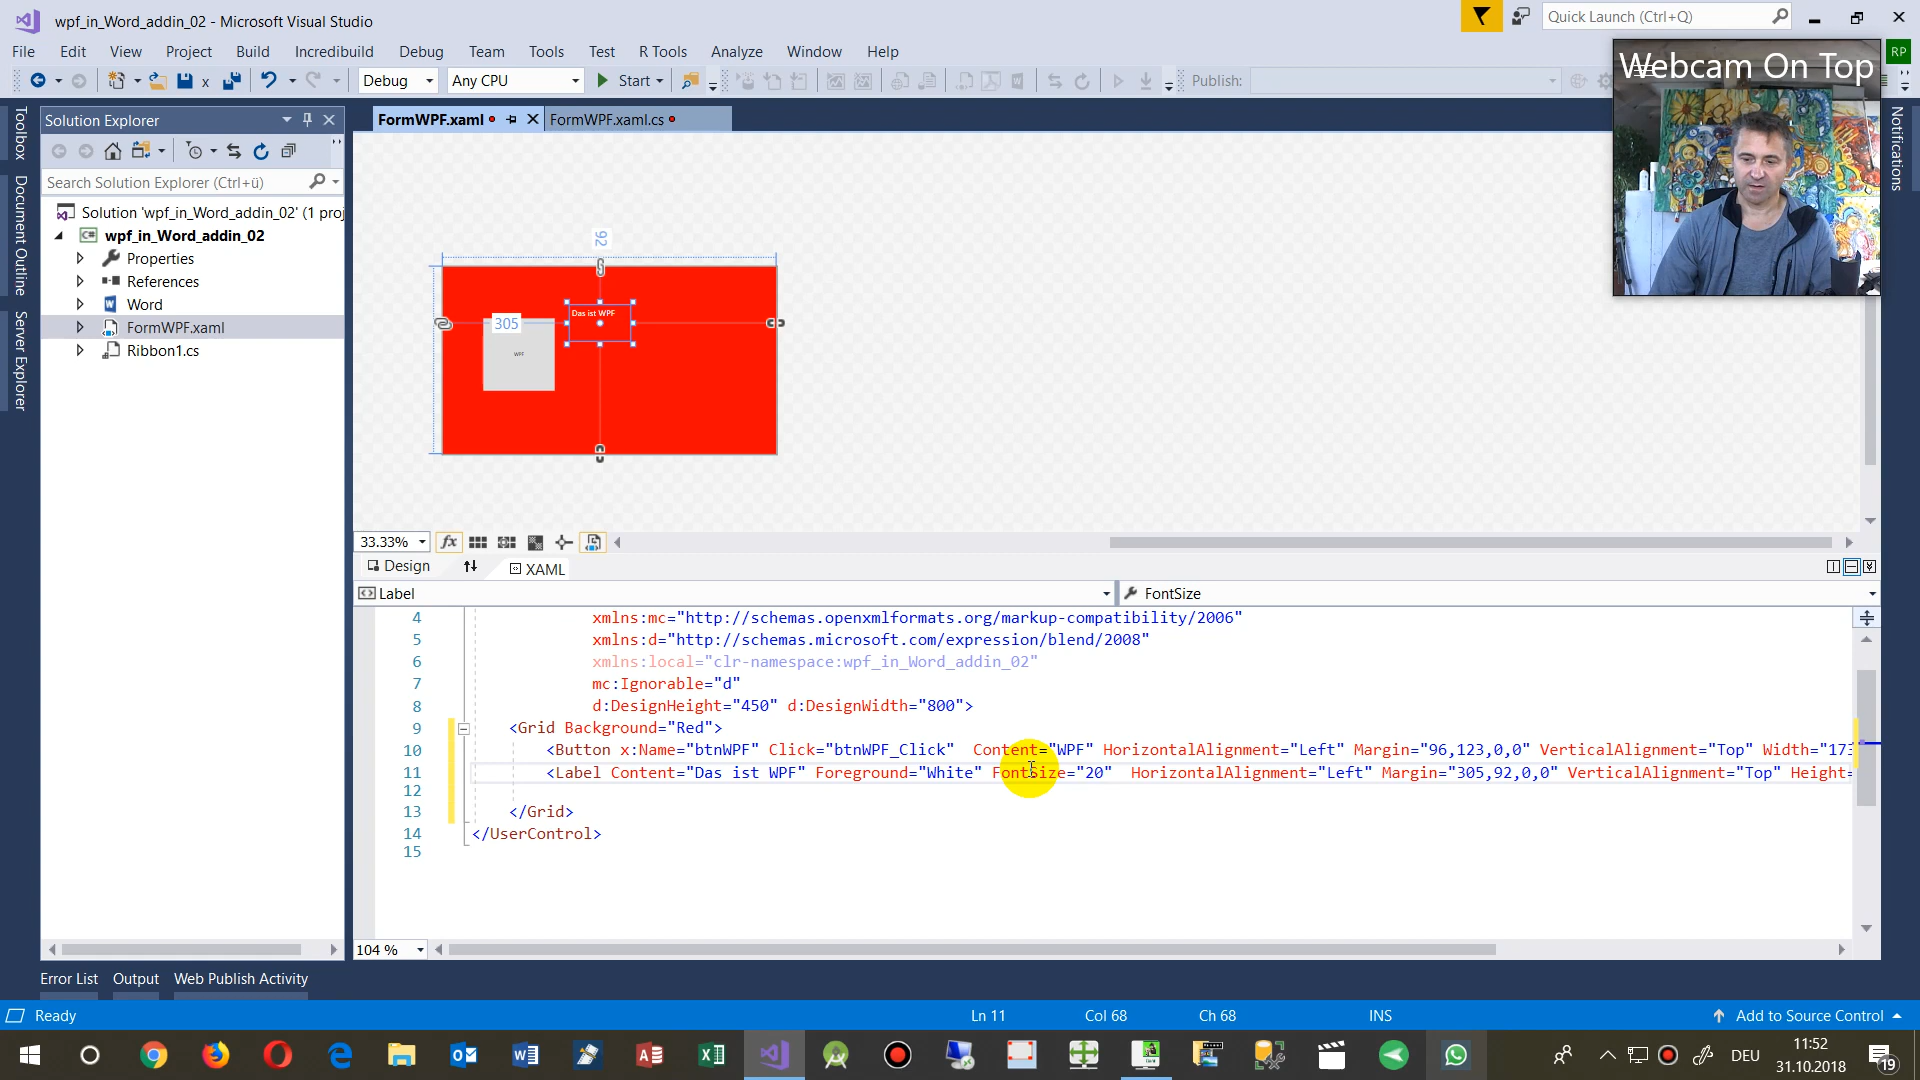 wpf_in_Word_addin_02 - Microsoft Visual Studio
Quick Launch (Ctrl+Q)
File Edit View Project Build Incredibuild Debug Team Tools Test R Tools Analyze Window Help
RP
Webcam On Top
Debug Any CPU Start Publish:
Toolbox
Document Outline
Server Explorer
Notifications
Solution Explorer
Search Solution Explorer (Ctrl+ü)
Solution 'wpf_in_Word_addin_02' (1 proj
wpf_in_Word_addin_02
Properties
References
Word
FormWPF.xaml
Ribbon1.cs
FormWPF.xaml FormWPF.xaml.cs
92
Das ist WPF
305
WPF
33.33% fx
Design XAML
Label FontSize
4 xmlns:mc="http://schemas.openxmlformats.org/markup-compatibility/2006"
5 xmlns:d="http://schemas.microsoft.com/expression/blend/2008"
6 xmlns:local="clr-namespace:wpf_in_Word_addin_02"
7 mc:Ignorable="d"
8 d:DesignHeight="450" d:DesignWidth="800">
9 <Grid Background="Red">
10 <Button x:Name="btnWPF" Click="btnWPF_Click" Content="WPF" HorizontalAlignment="Left" Margin="96,123,0,0" VerticalAlignment="Top" Width="173
11 <Label Content="Das ist WPF" Foreground="White" FontSize="20" HorizontalAlignment="Left" Margin="305,92,0,0" VerticalAlignment="Top" Height=
12
13 </Grid>
14 </UserControl>
15
104 %
Error List Output Web Publish Activity
Ready Ln 11 Col 68 Ch 68 INS Add to Source Control
DEU
11:52
31.10.2018
19